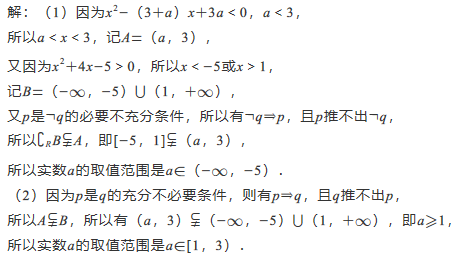 解：（1）因为x²−（3+a）x+3a＜0，a＜3，
所以a＜x＜3，记A=（a，3），
又因为x²+4x−5＞0，所以x＜−5或x＞1，
记B=（−∞，−5）∪（1，+∞），
又p是¬q的必要不充分条件，所以有¬q⇒p，且p推不出¬q，
所以∁RB⫋A，即[−5，1]⫋（a，3），
所以实数a的取值范围是a∈（−∞，−5）．
（2）因为p是q的充分不必要条件，则有p⇒q，且q推不出p，
所以A⫋B，所以有（a，3）⫋（−∞，−5）∪（1，+∞），即a⩾1，
所以实数a的取值范围是a∈[1，3）．